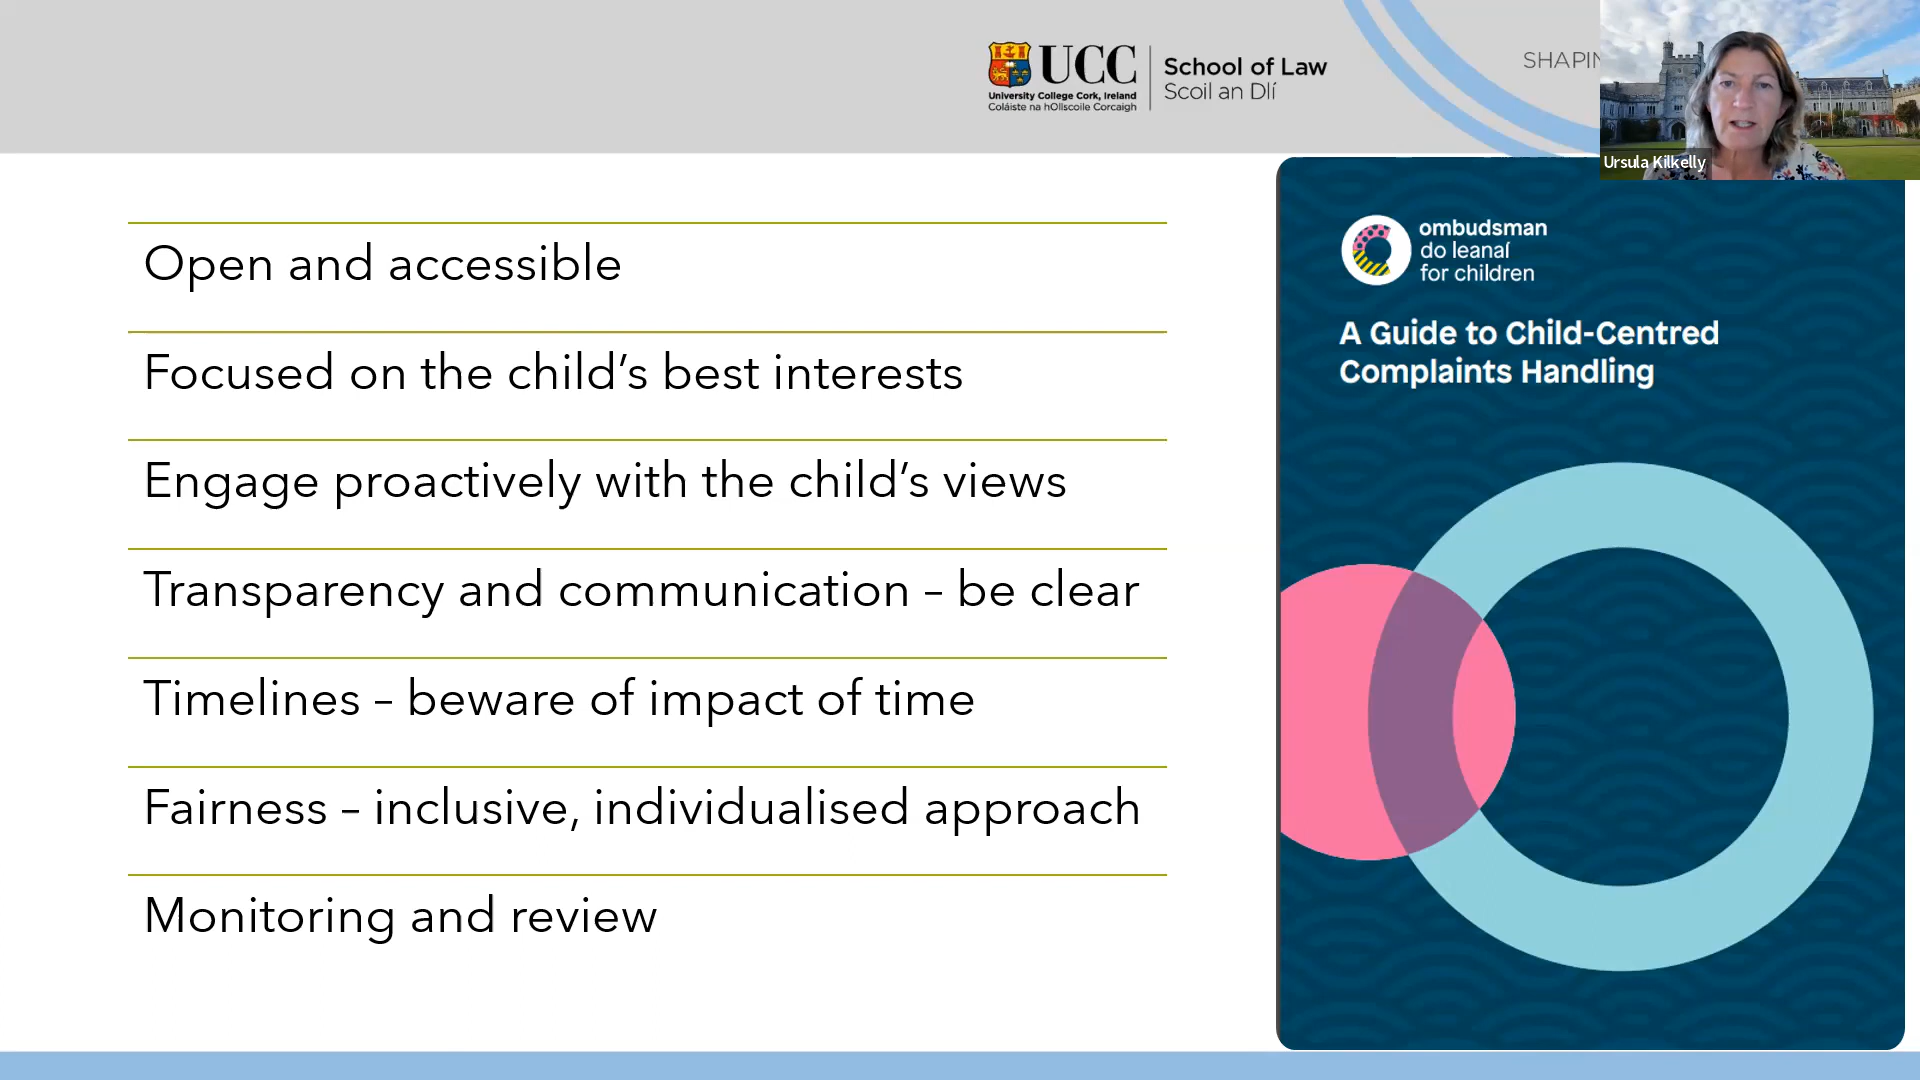 UCC
University College Cork, Ireland
Coláiste na hOllscoile Corcaigh
School of Law
Scoil an Dlí
Ursula Kilkelly
Open and accessible
Focused on the child’s best interests
Engage proactively with the child’s views
Transparency and communication – be clear
Timelines – beware of impact of time
Fairness – inclusive, individualised approach
Monitoring and review
ombudsman
do leanaí
for children
A Guide to Child-Centred
Complaints Handling